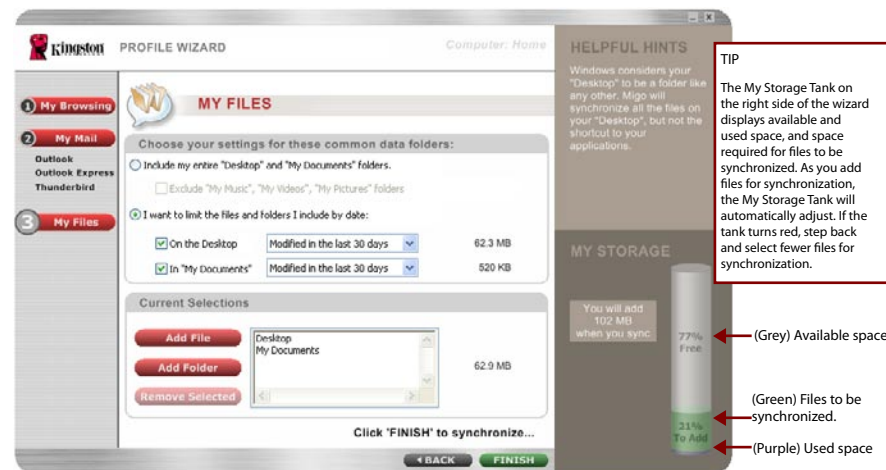 Kingston
PROFILE WIZARD
Computer: Home
1 My Browsing
2 My Mail
Outlook
Outlook Express
Thunderbird
3 My Files
MY FILES
Choose your settings for these common data folders:
Include my entire "Desktop" and "My Documents" folders.
Exclude "My Music", "My Videos", "My Pictures" folders
I want to limit the files and folders I include by date:
On the Desktop Modified in the last 30 days 62.3 MB
In "My Documents" Modified in the last 30 days 520 KB
Current Selections
Add File
Add Folder
Remove Selected
Desktop
My Documents
62.9 MB
Click 'FINISH' to synchronize...
BACK
FINISH
HELPFUL HINTS
Windows considers your
"Desktop" to be a folder like
any other. Migo will
synchronize all the files on
your "Desktop", but not the
shortcut to your
applications.
MY STORAGE
You will add
102 MB
when you sync
77%
Free
21%
To Add
TIP
The My Storage Tank on
the right side of the wizard
displays available and
used space, and space
required for files to be
synchronized. As you add
files for synchronization,
the My Storage Tank will
automatically adjust. If the
tank turns red, step back
and select fewer files for
synchronization.
(Grey) Available space
(Green) Files to be
synchronized.
(Purple) Used space